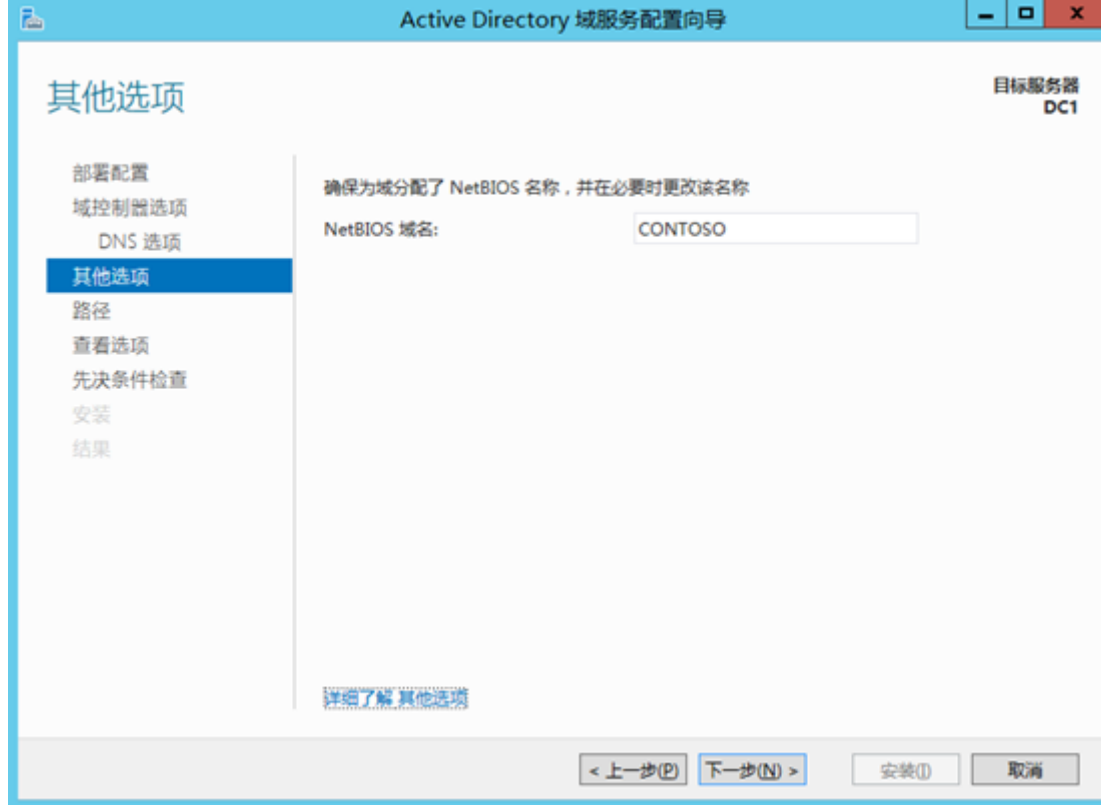 Active Directory 域服务配置向导
其他选项
目标服务器
DC1
部署配置
域控制器选项
DNS 选项
其他选项
路径
查看选项
先决条件检查
安装
结果
确保为域分配了 NetBIOS 名称，并在必要时更改该名称
NetBIOS 域名: CONTOSO
详细了解 其他选项
< 上一步(P) 下一步(N) > 安装(I) 取消